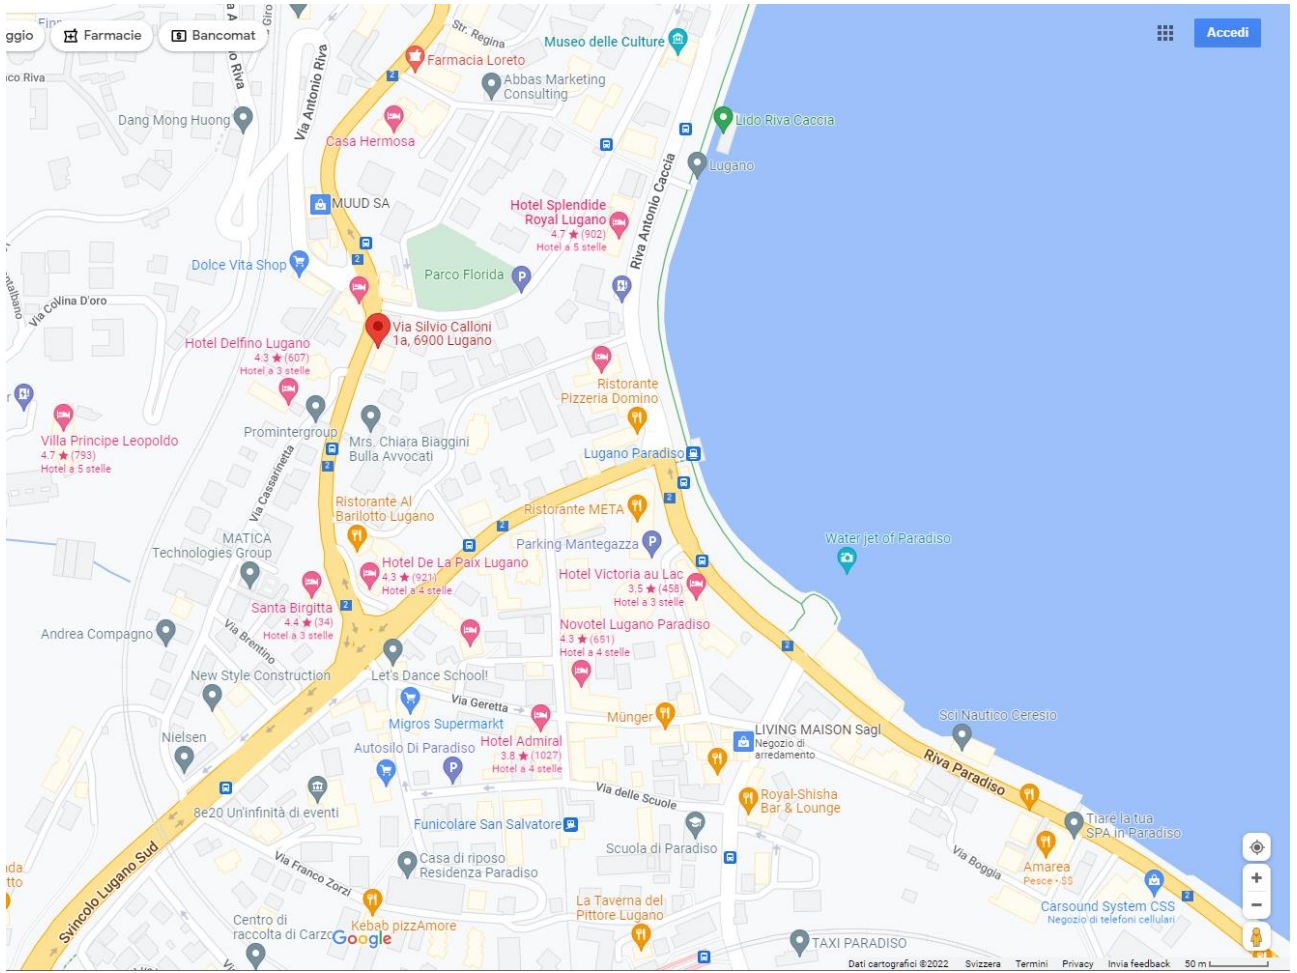 ggio
Farmacie
Bancomat
Accedi
Str. Regina
Museo delle Culture
Farmacia Loreto
Abbas Marketing
Consulting
co Riva
Riva
Via Antonio Riva
Dang Mong Huong
Casa Hermosa
Lido Riva Caccia
Lugano
Riva Antonio Caccia
MUUD SA
Hotel Splendide
Royal Lugano
4.7 ★ (902)
Hotel a 5 stelle
Dolce Vita Shop
Parco Florida
Via Collina D'oro
Via Silvio Calloni
1a, 6900 Lugano
Hotel Delfino Lugano
4.3 ★ (607)
Hotel a 3 stelle
Ristorante
Pizzeria Domino
Villa Principe Leopoldo
4.7 ★ (793)
Hotel a 5 stelle
Promintergroup
Mrs. Chiara Biaggini
Bulla Avvocati
Lugano Paradiso
Via Cassarinetta
Ristorante Al
Barilotto Lugano
Ristorante META
MATICA
Technologies Group
Parking Mantegazza
Water jet of Paradiso
Hotel De La Paix Lugano
4.3 ★ (921)
Hotel a 4 stelle
Hotel Victoria au Lac
3.5 ★ (458)
Hotel a 3 stelle
Santa Birgitta
4.4 ★ (34)
Hotel a 3 stelle
Novotel Lugano Paradiso
4.3 ★ (651)
Hotel a 4 stelle
Andrea Compagno
Via Brentino
New Style Construction
Let's Dance School!
Via Geretta
Migros Supermarkt
Münger
Sci Nautico Ceresio
LIVING MAISON Sagl
Negozio di
arredamento
Nielsen
Autosilo Di Paradiso
Hotel Admiral
3.8 ★ (1027)
Hotel a 4 stelle
Riva Paradiso
Via delle Scuole
Royal-Shisha
Bar & Lounge
8e20 Un'infinità di eventi
Funicolare San Salvatore
Tiaré la tua
SPA in Paradiso
Scuola di Paradiso
Via Boggia
Svincolo Lugano Sud
Via Franco Zorzi
Casa di riposo
Residenza Paradiso
Amarea
Pesce • $$
Kebab pizzAmore
La Taverna del
Pittore Lugano
Carsound System CSS
Negozio di telefoni cellulari
Centro di
raccolta di Carzo
Google
TAXI PARADISO
Dati cartografici ©2022
Svizzera
Termini
Privacy
Invia feedback
50 m